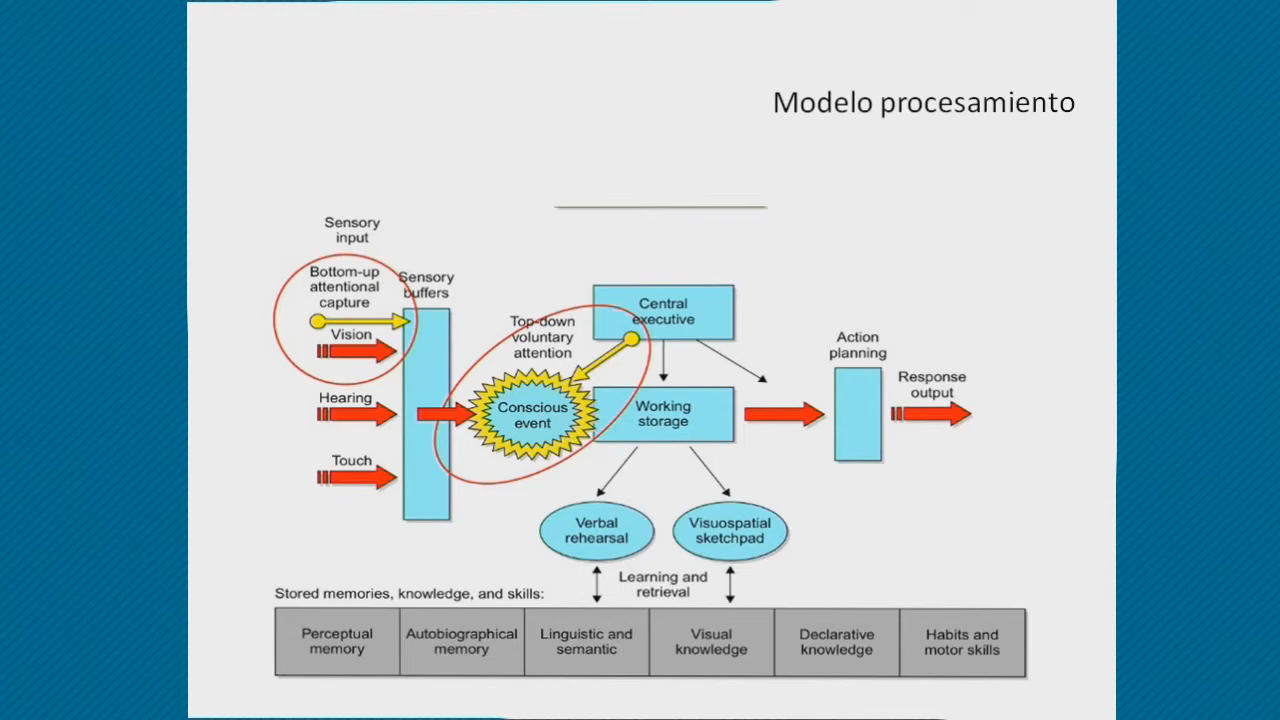 Modelo procesamiento
Sensory
input
Bottom-up
attentional
capture
Sensory
buffers
Vision
Hearing
Touch
Top-down
voluntary
attention
Conscious
event
Central
executive
Working
storage
Action
planning
Response
output
Verbal
rehearsal
Visuospatial
sketchpad
Learning and
retrieval
Stored memories, knowledge, and skills:
Perceptual
memory
Autobiographical
memory
Linguistic and
semantic
Visual
knowledge
Declarative
knowledge
Habits and
motor skills